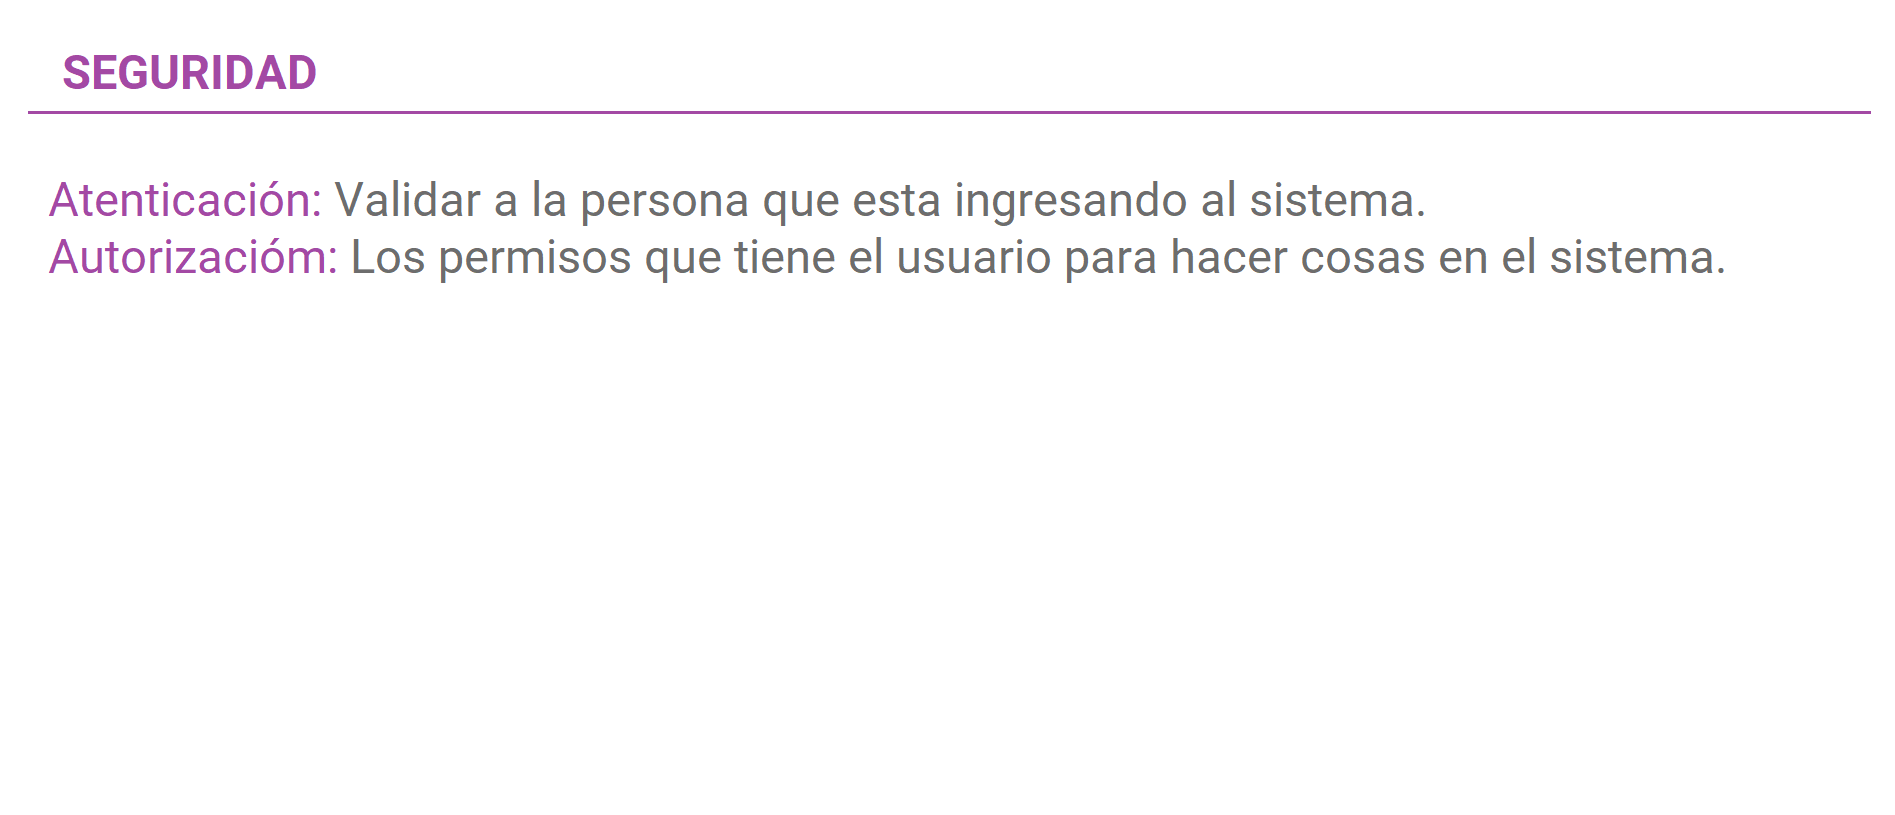 SEGURIDAD
Atenticación: Validar a la persona que esta ingresando al sistema.
Autorizacióm: Los permisos que tiene el usuario para hacer cosas en el sistema.